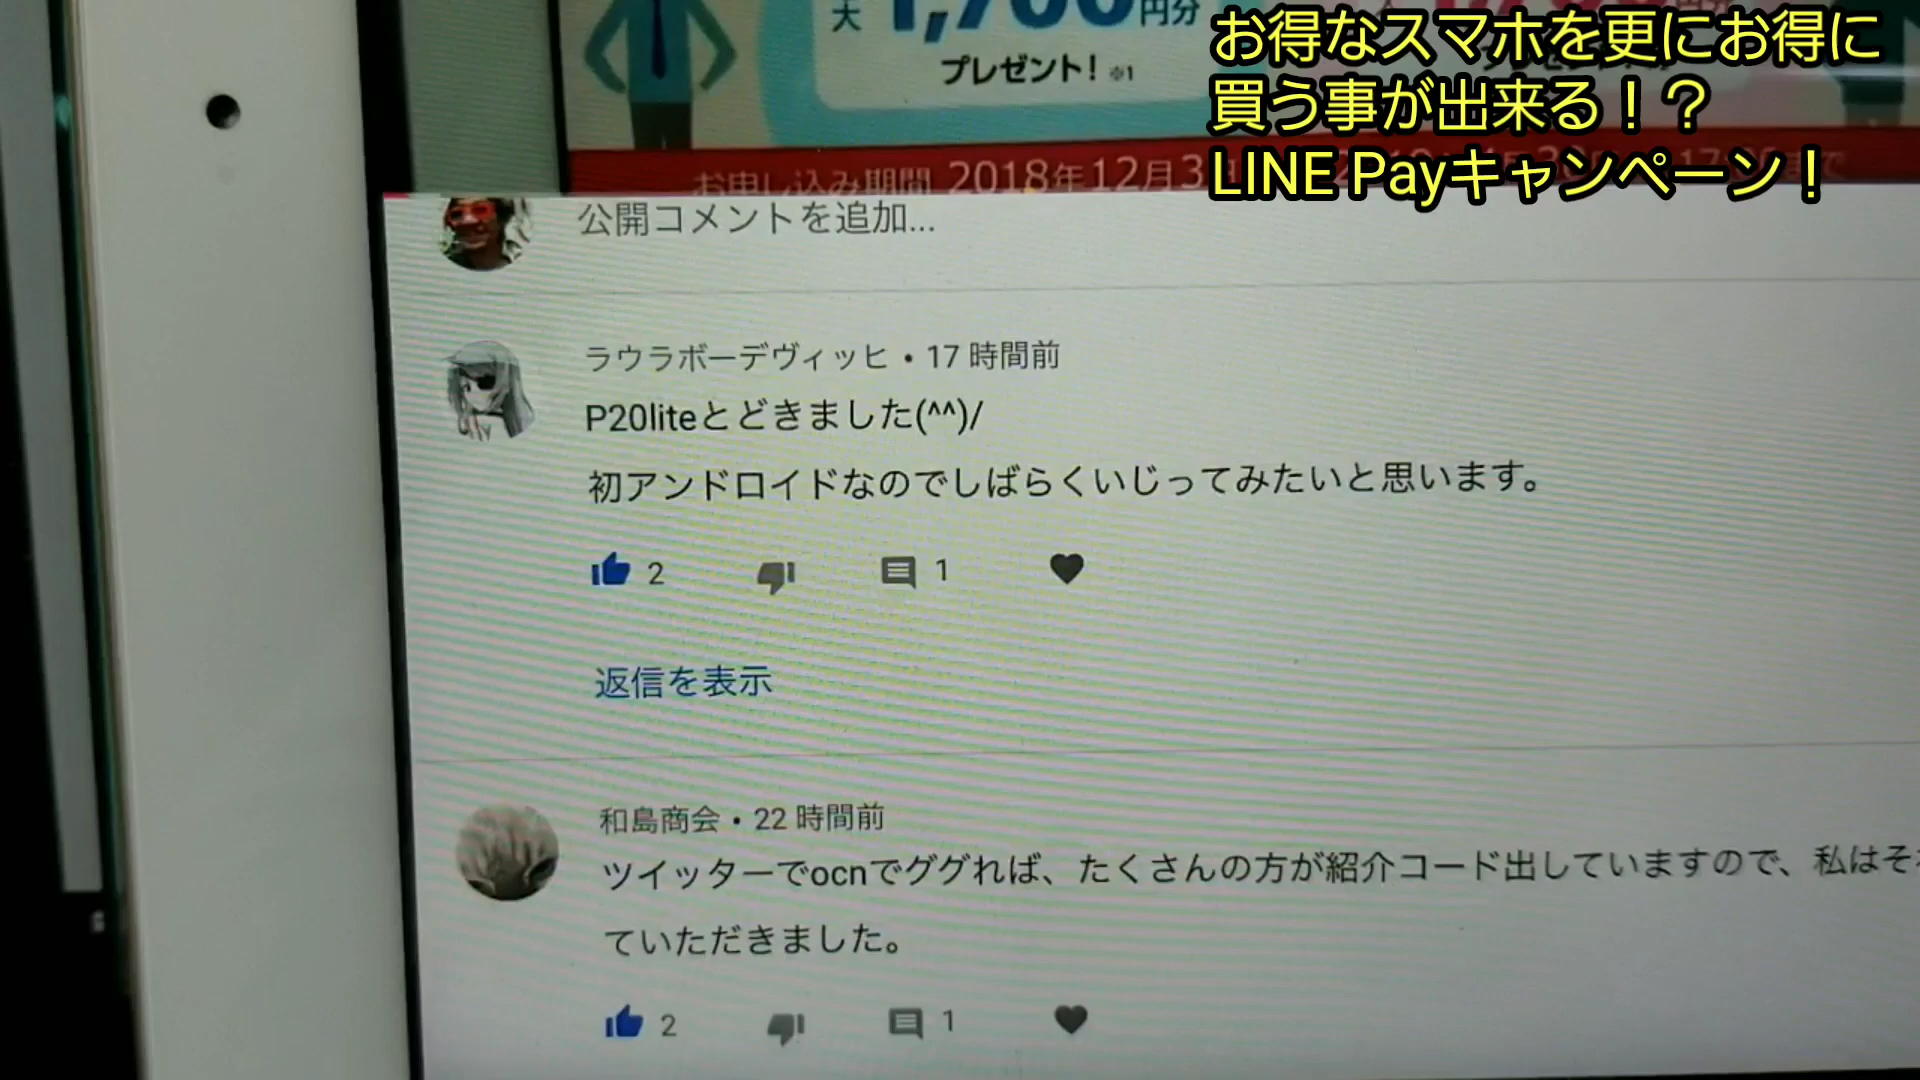 大1,700円分
プレゼント！※1
お得なスマホを更にお得に
買う事が出来る！？
LINE Payキャンペーン！
お申し込み期間 2018年12月3
公開コメントを追加...
ラウラボーデヴィッヒ・17 時間前
P20liteとどきました(^^)/
初アンドロイドなのでしばらくいじってみたいと思います。
2
1
返信を表示
和島商会・22 時間前
ツイッターでocnでググれば、たくさんの方が紹介コード出していますので、私はそ
ていただきました。
2
1